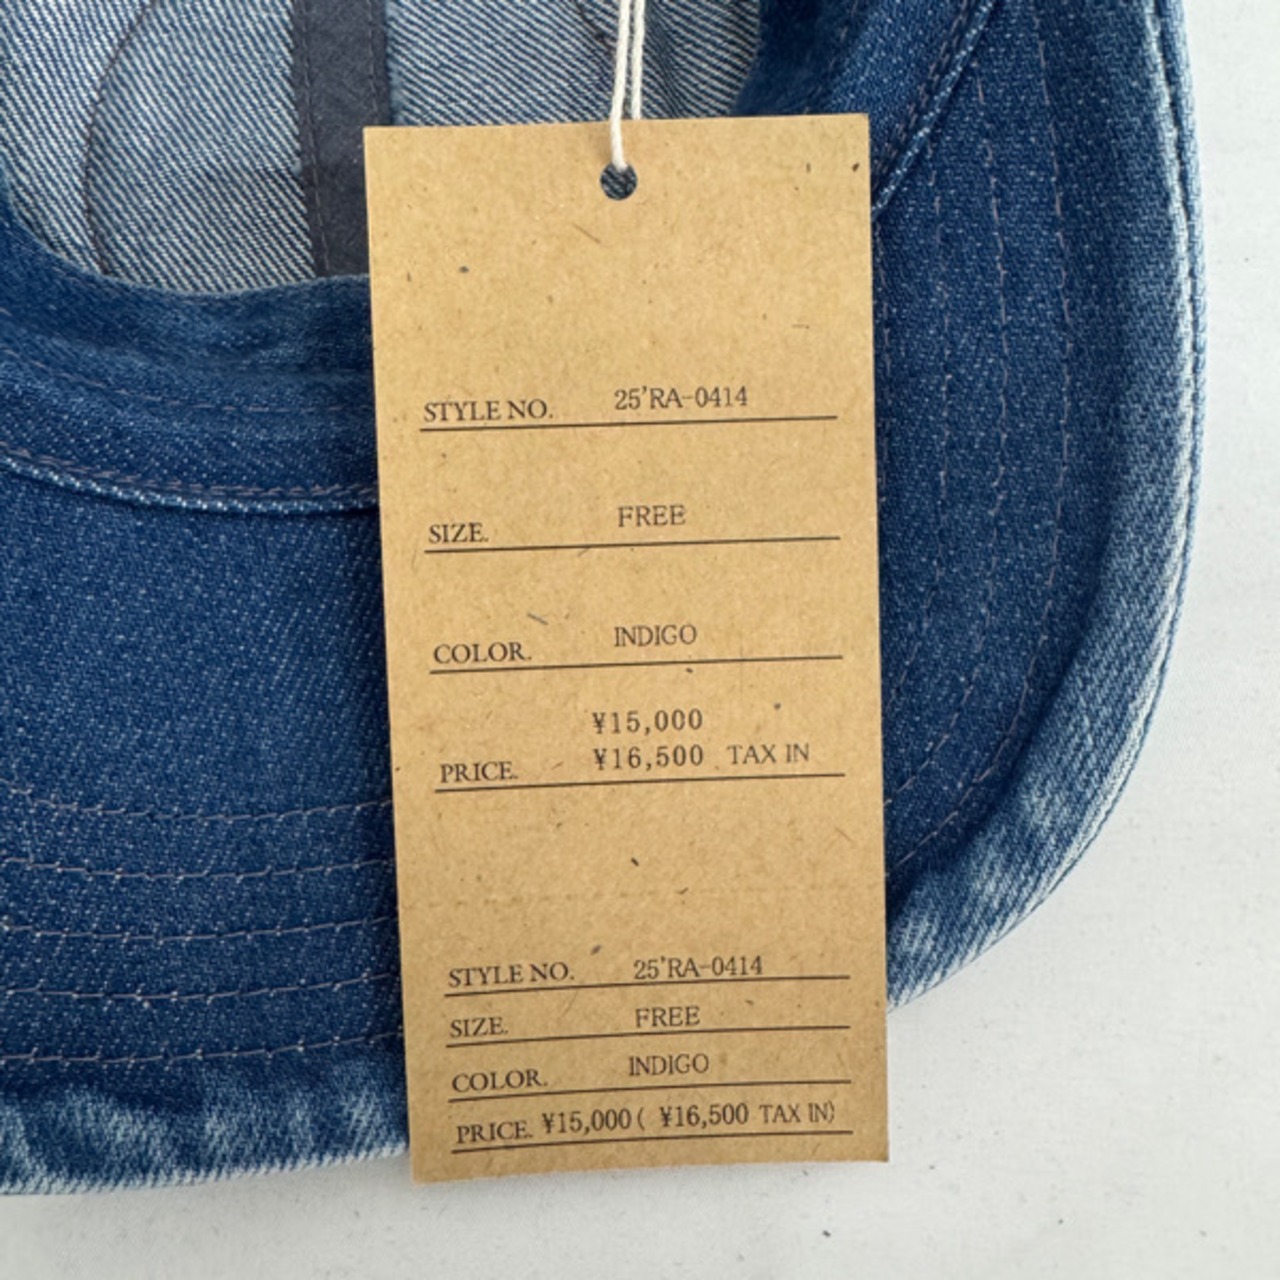 STYLE NO. 25'RA-0414
SIZE. FREE
COLOR. INDIGO
¥15,000
PRICE. ¥16,500 TAX IN
STYLE NO. 25'RA-0414
SIZE. FREE
COLOR. INDIGO
PRICE. ¥15,000 ( ¥16,500 TAX IN)